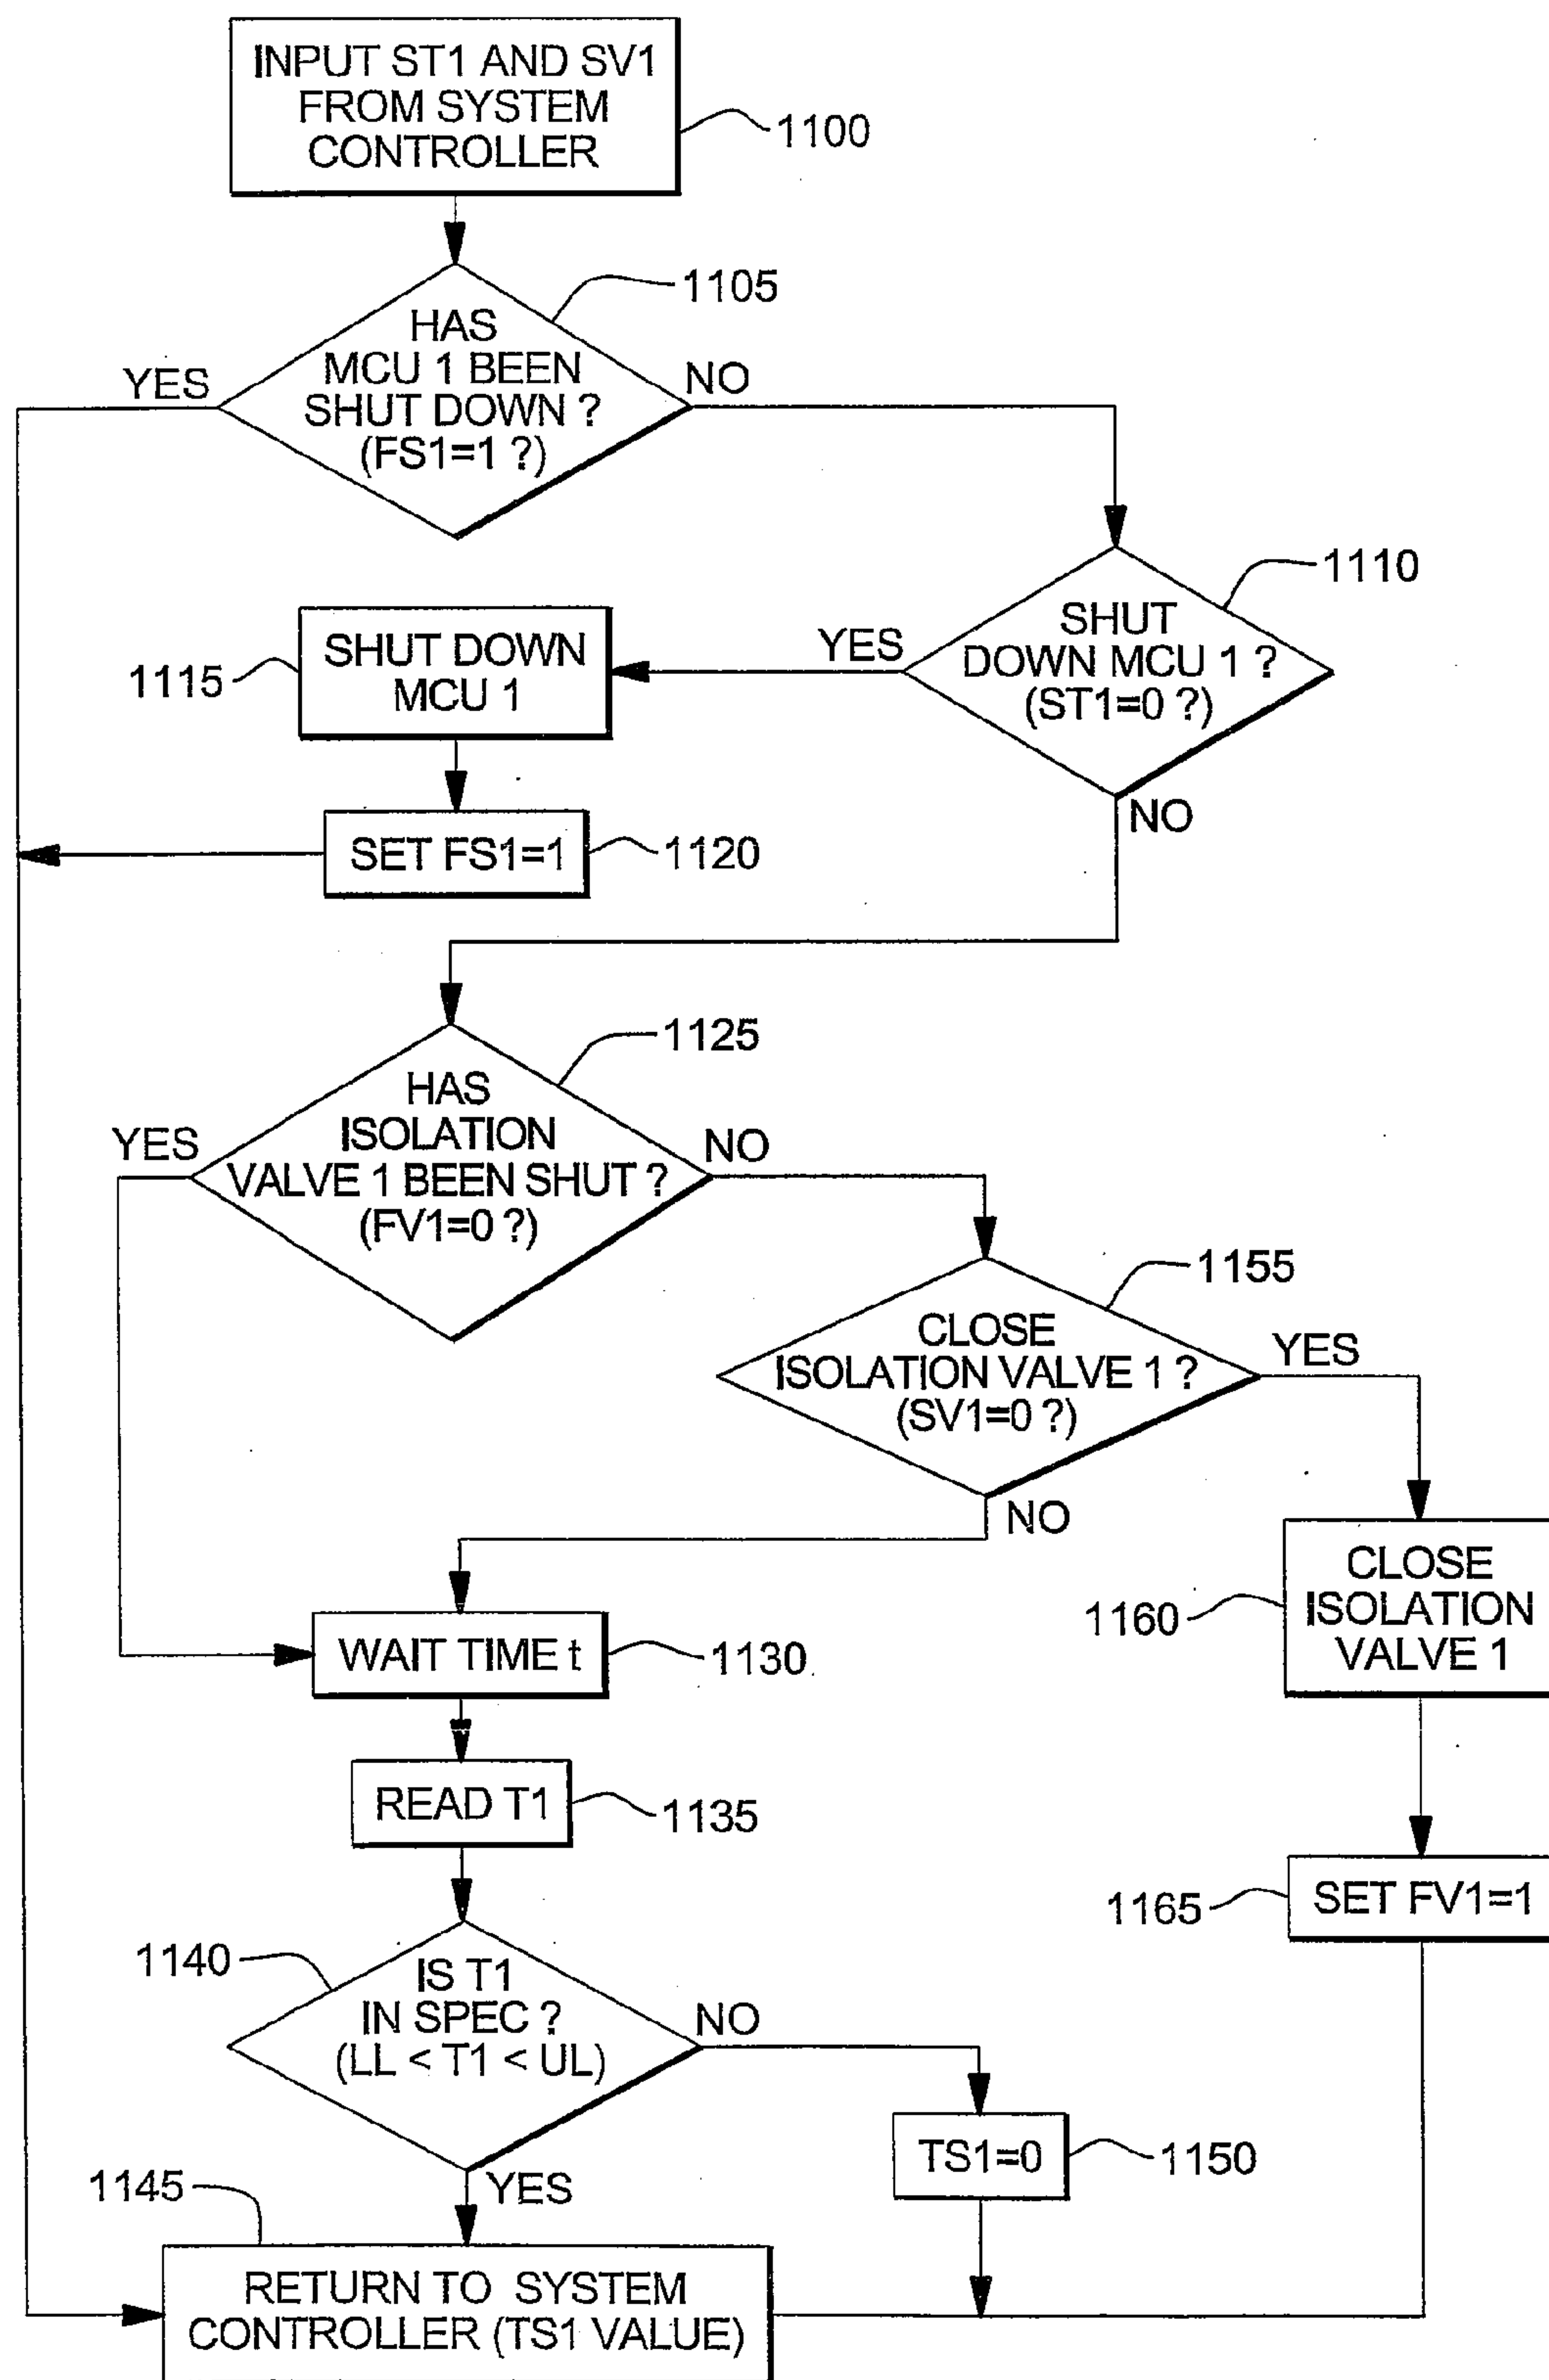 INPUT ST1 AND SV1
FROM SYSTEM
CONTROLLER
1100
1105
HAS
MCU 1 BEEN
SHUT DOWN ?
(FS1=1 ?)
YES
NO
1110
SHUT
DOWN MCU 1 ?
(ST1=0 ?)
YES
NO
SHUT DOWN
MCU 1
1115
SET FS1=1
1120
1125
HAS
ISOLATION
VALVE 1 BEEN SHUT ?
(FV1=0 ?)
YES
NO
1155
CLOSE
ISOLATION VALVE 1 ?
(SV1=0 ?)
YES
NO
CLOSE
ISOLATION
VALVE 1
1160
WAIT TIME t
1130
READ T1
1135
SET FV1=1
1165
1140
IS T1
IN SPEC ?
(LL < T1 < UL)
NO
YES
TS1=0
1150
1145
RETURN TO SYSTEM
CONTROLLER (TS1 VALUE)